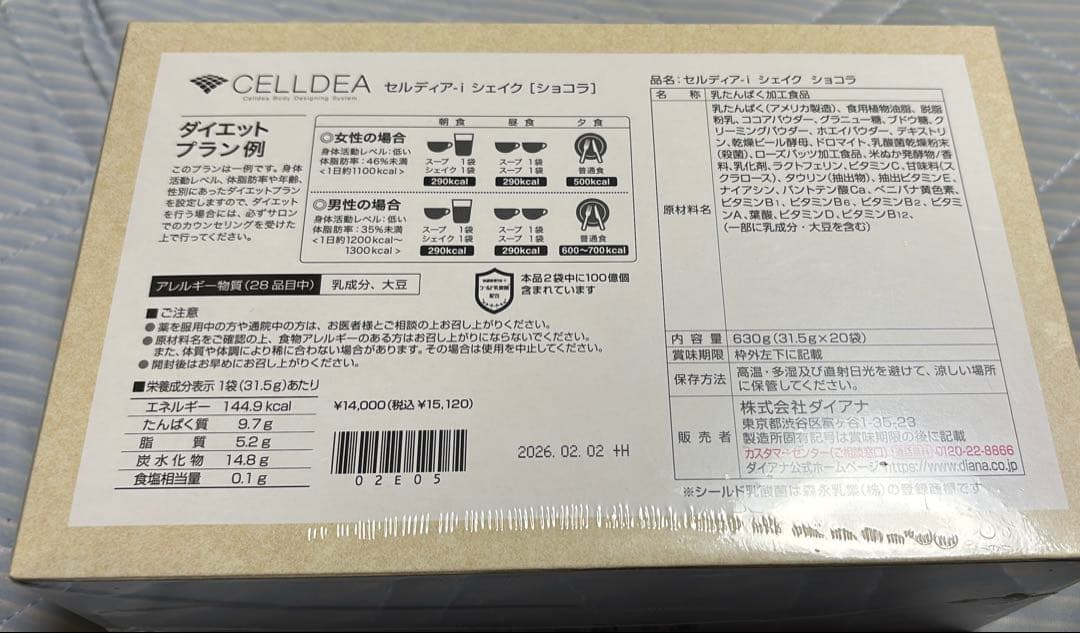 CELLDEA セルディア-i シェイク [ショコラ]
Celldea Body Designing System
ダイエット
プラン例
このプランは一例です。身体
活動レベル、体脂肪率や年齢、
性別にあったダイエットプラン
を設定しますので、ダイエット
を行う場合には、必ずサロン
でのカウンセリングを受けた
上で行ってください。
朝食 昼食 夕食
◎女性の場合
身体活動レベル:低い
体脂肪率:46%未満
<1日約1100kcal>
スープ 1袋
シェイク 1袋
290kcal
スープ 1袋
スープ 1袋
290kcal
普通食
500kcal
◎男性の場合
身体活動レベル:低い
体脂肪率:35%未満
<1日約1200kcal〜
1300kcal>
スープ 1袋
シェイク 1袋
290kcal
スープ 1袋
スープ 1袋
290kcal
普通食
600〜700kcal
アレルギー物質(28品目中) 乳成分、大豆
シールド乳酸菌
配合
本品2袋中に100億個
含まれています
■ご注意
●薬を服用中の方や通院中の方は、お医者様とご相談の上お召し上がりください。
●原材料名をご確認の上、食物アレルギーのある方はお召し上がりにならないでください。
また、体質や体調により稀に合わない場合があります。その場合は使用を中止してください。
●開封後はお早めにお召し上がりください。
■栄養成分表示 1袋(31.5g)あたり
エネルギー 144.9kcal
たんぱく質 9.7g
脂質 5.2g
炭水化物 14.8g
食塩相当量 0.1g
¥14,000(税込¥15,120)
02E05
2026.02.02 +H
品名:セルディア-i シェイク ショコラ
名称 乳たんぱく加工食品
原材料名
乳たんぱく(アメリカ製造)、食用植物油脂、脱脂
粉乳、ココアパウダー、グラニュー糖、ブドウ糖、ク
リーミングパウダー、ホエイパウダー、デキストリ
ン、乾燥ビール酵母、ドロマイト、乳酸菌乾燥粉末
(殺菌)、ローズバッツ加工食品、米ぬか発酵物/香
料、乳化剤、ラクトフェリン、ビタミンC、甘味料(ス
クラロース)、タウリン(抽出物)、抽出ビタミンE、
ナイアシン、パントテン酸Ca、ベニバナ黄色素、
ビタミンB1、ビタミンB6、ビタミンB2、ビタミ
ンA、葉酸、ビタミンD、ビタミンB12、
(一部に乳成分・大豆を含む)
内容量 630g(31.5g×20袋)
賞味期限 枠外左下に記載
保存方法 高温・多湿及び直射日光を避けて、涼しい場所
に保管してください。
販売者
株式会社ダイアナ
東京都渋谷区富ヶ谷1-35-23
製造所固有記号は賞味期限の後に記載
カスタマーセンター(ご相談窓口)(通話無料)0120-22-8866
ダイアナ公式ホームページ https://www.diana.co.jp
※シールド乳酸菌は森永乳業(株)の登録商標です